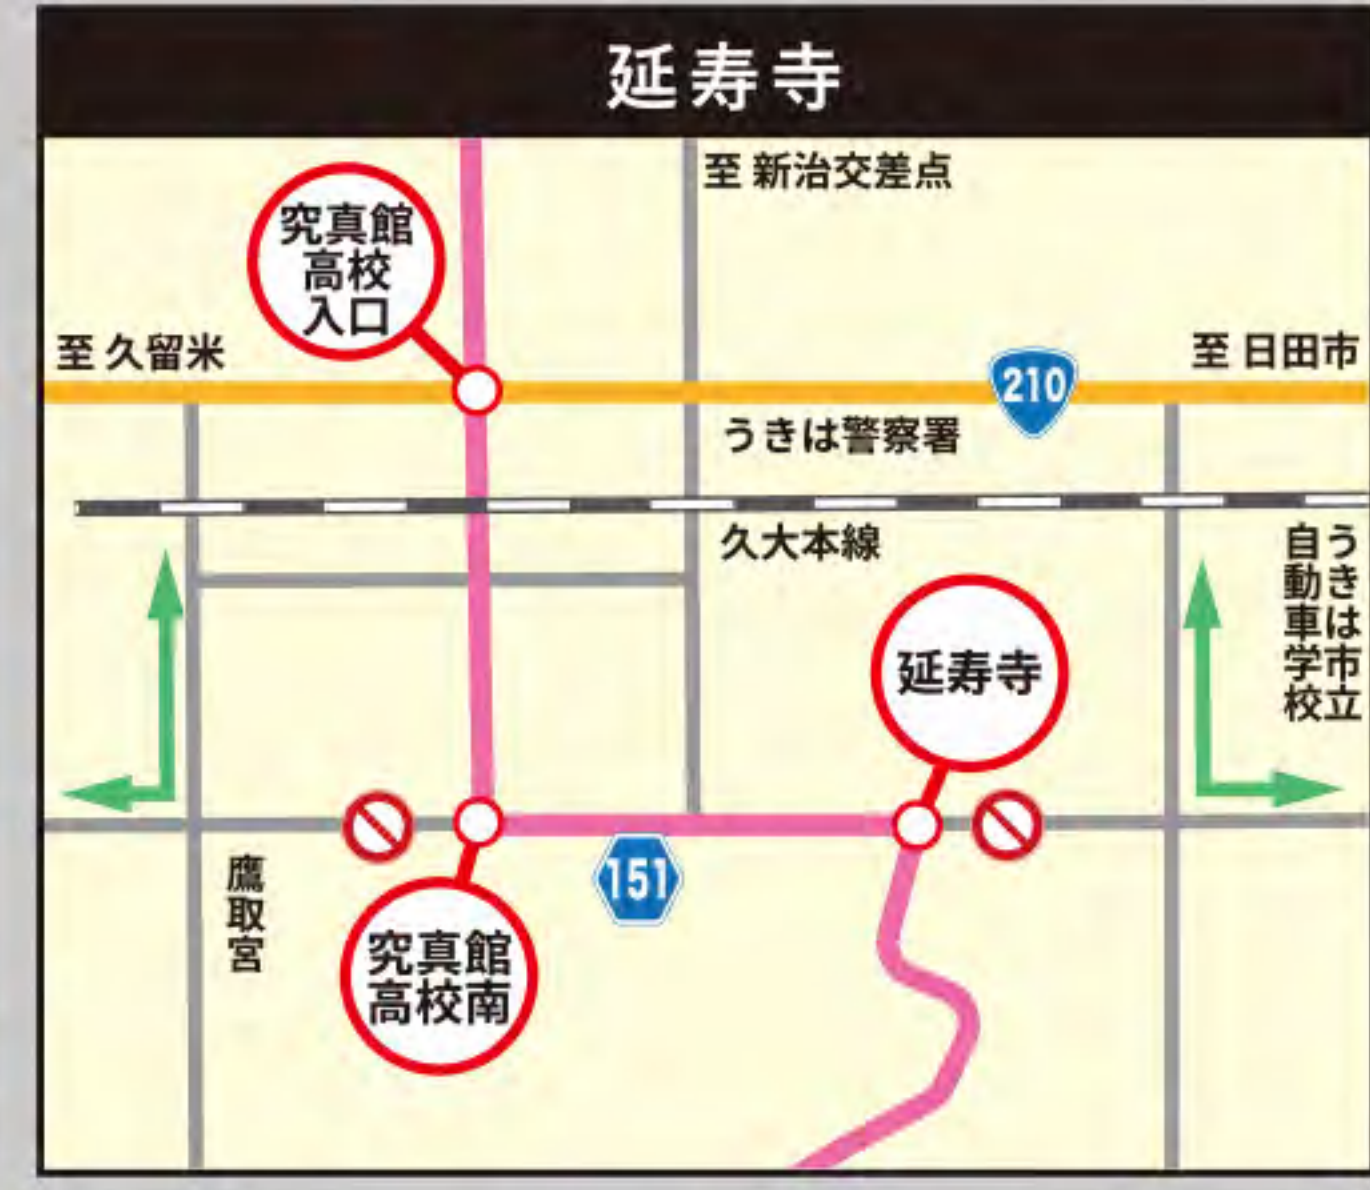 延寿寺
至 新治交差点
究真館
高校
入口
至 久留米
至 日田市
210
うきは警察署
久大本線
うきは市立
自動車学校
延寿寺
151
鷹取宮
究真館
高校南